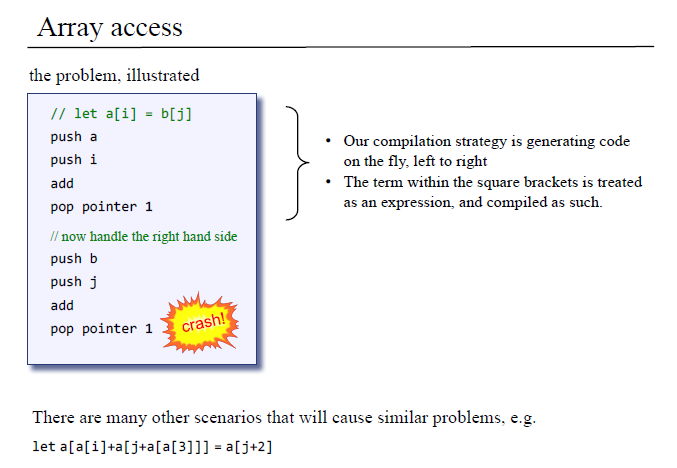 Array access
the problem, illustrated
// let a[i] = b[j]
push a
push i
add
pop pointer 1
// now handle the right hand side
push b
push j
add
pop pointer 1
crash!
• Our compilation strategy is generating code
on the fly, left to right
• The term within the square brackets is treated
as an expression, and compiled as such.
There are many other scenarios that will cause similar problems, e.g.
let a[a[i]+a[j+a[a[3]]] = a[j+2]